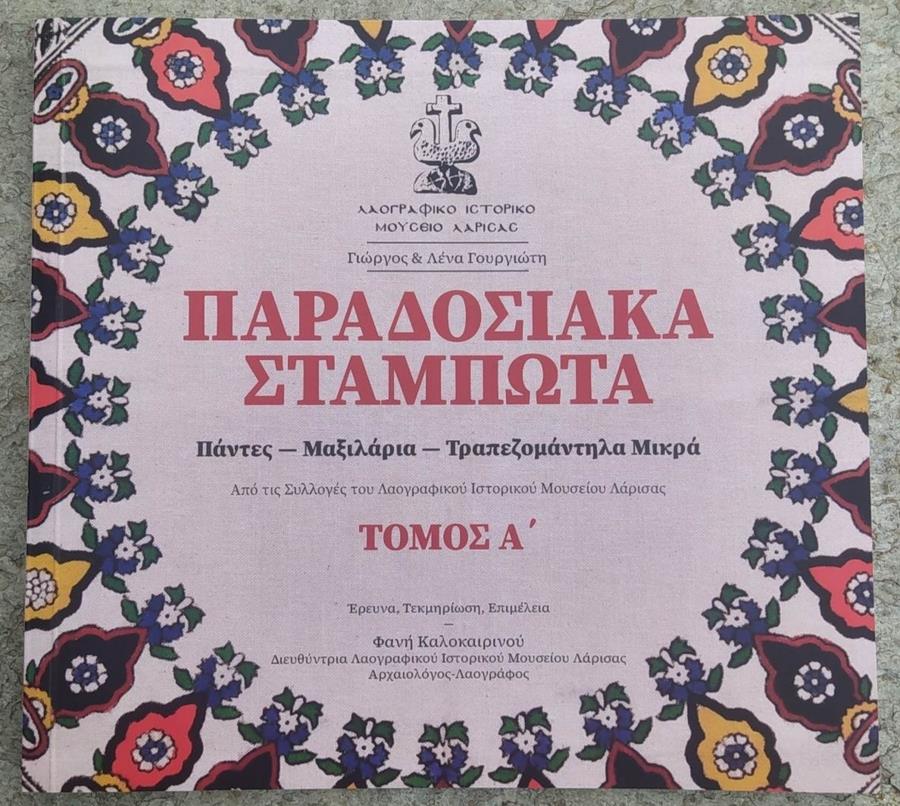 ΛΑΟΓΡΑΦΙΚΟ ΙΣΤΟΡΙΚΟ
ΜΟΥΣΕΙΟ ΛΑΡΙΣΑΣ
Γιώργος & Λένα Γουργιώτη
ΠΑΡΑΔΟΣΙΑΚΑ
ΣΤΑΜΠΩΤΑ
Πάντες — Μαξιλάρια — Τραπεζομάντηλα Μικρά
Από τις Συλλογές του Λαογραφικού Ιστορικού Μουσείου Λάρισας
ΤΟΜΟΣ Α΄
Έρευνα, Τεκμηρίωση, Επιμέλεια
—
Φανή Καλοκαιρινού
Διευθύντρια Λαογραφικού Ιστορικού Μουσείου Λάρισας
Αρχαιολόγος-Λαογράφος